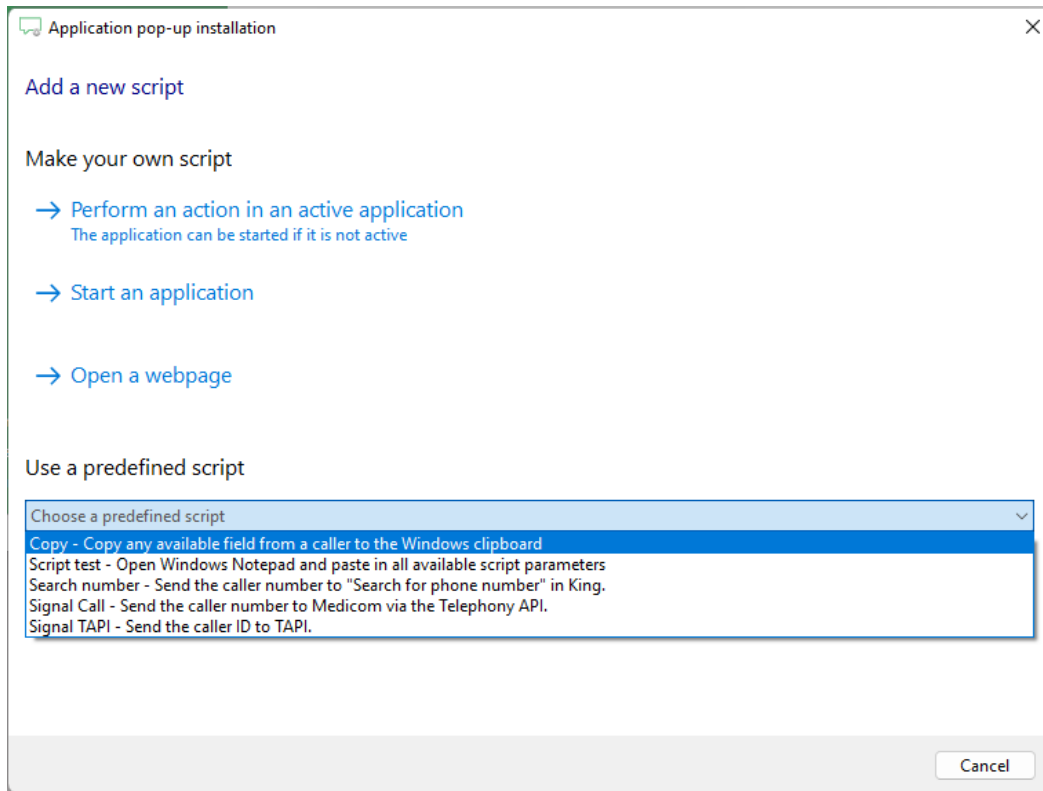 Application pop-up installation
Add a new script
Make your own script
Perform an action in an active application
The application can be started if it is not active
Start an application
Open a webpage
Use a predefined script
Choose a predefined script
Copy - Copy any available field from a caller to the Windows clipboard
Script test - Open Windows Notepad and paste in all available script parameters
Search number - Send the caller number to "Search for phone number" in King.
Signal Call - Send the caller number to Medicom via the Telephony API.
Signal TAPI - Send the caller ID to TAPI.
Cancel